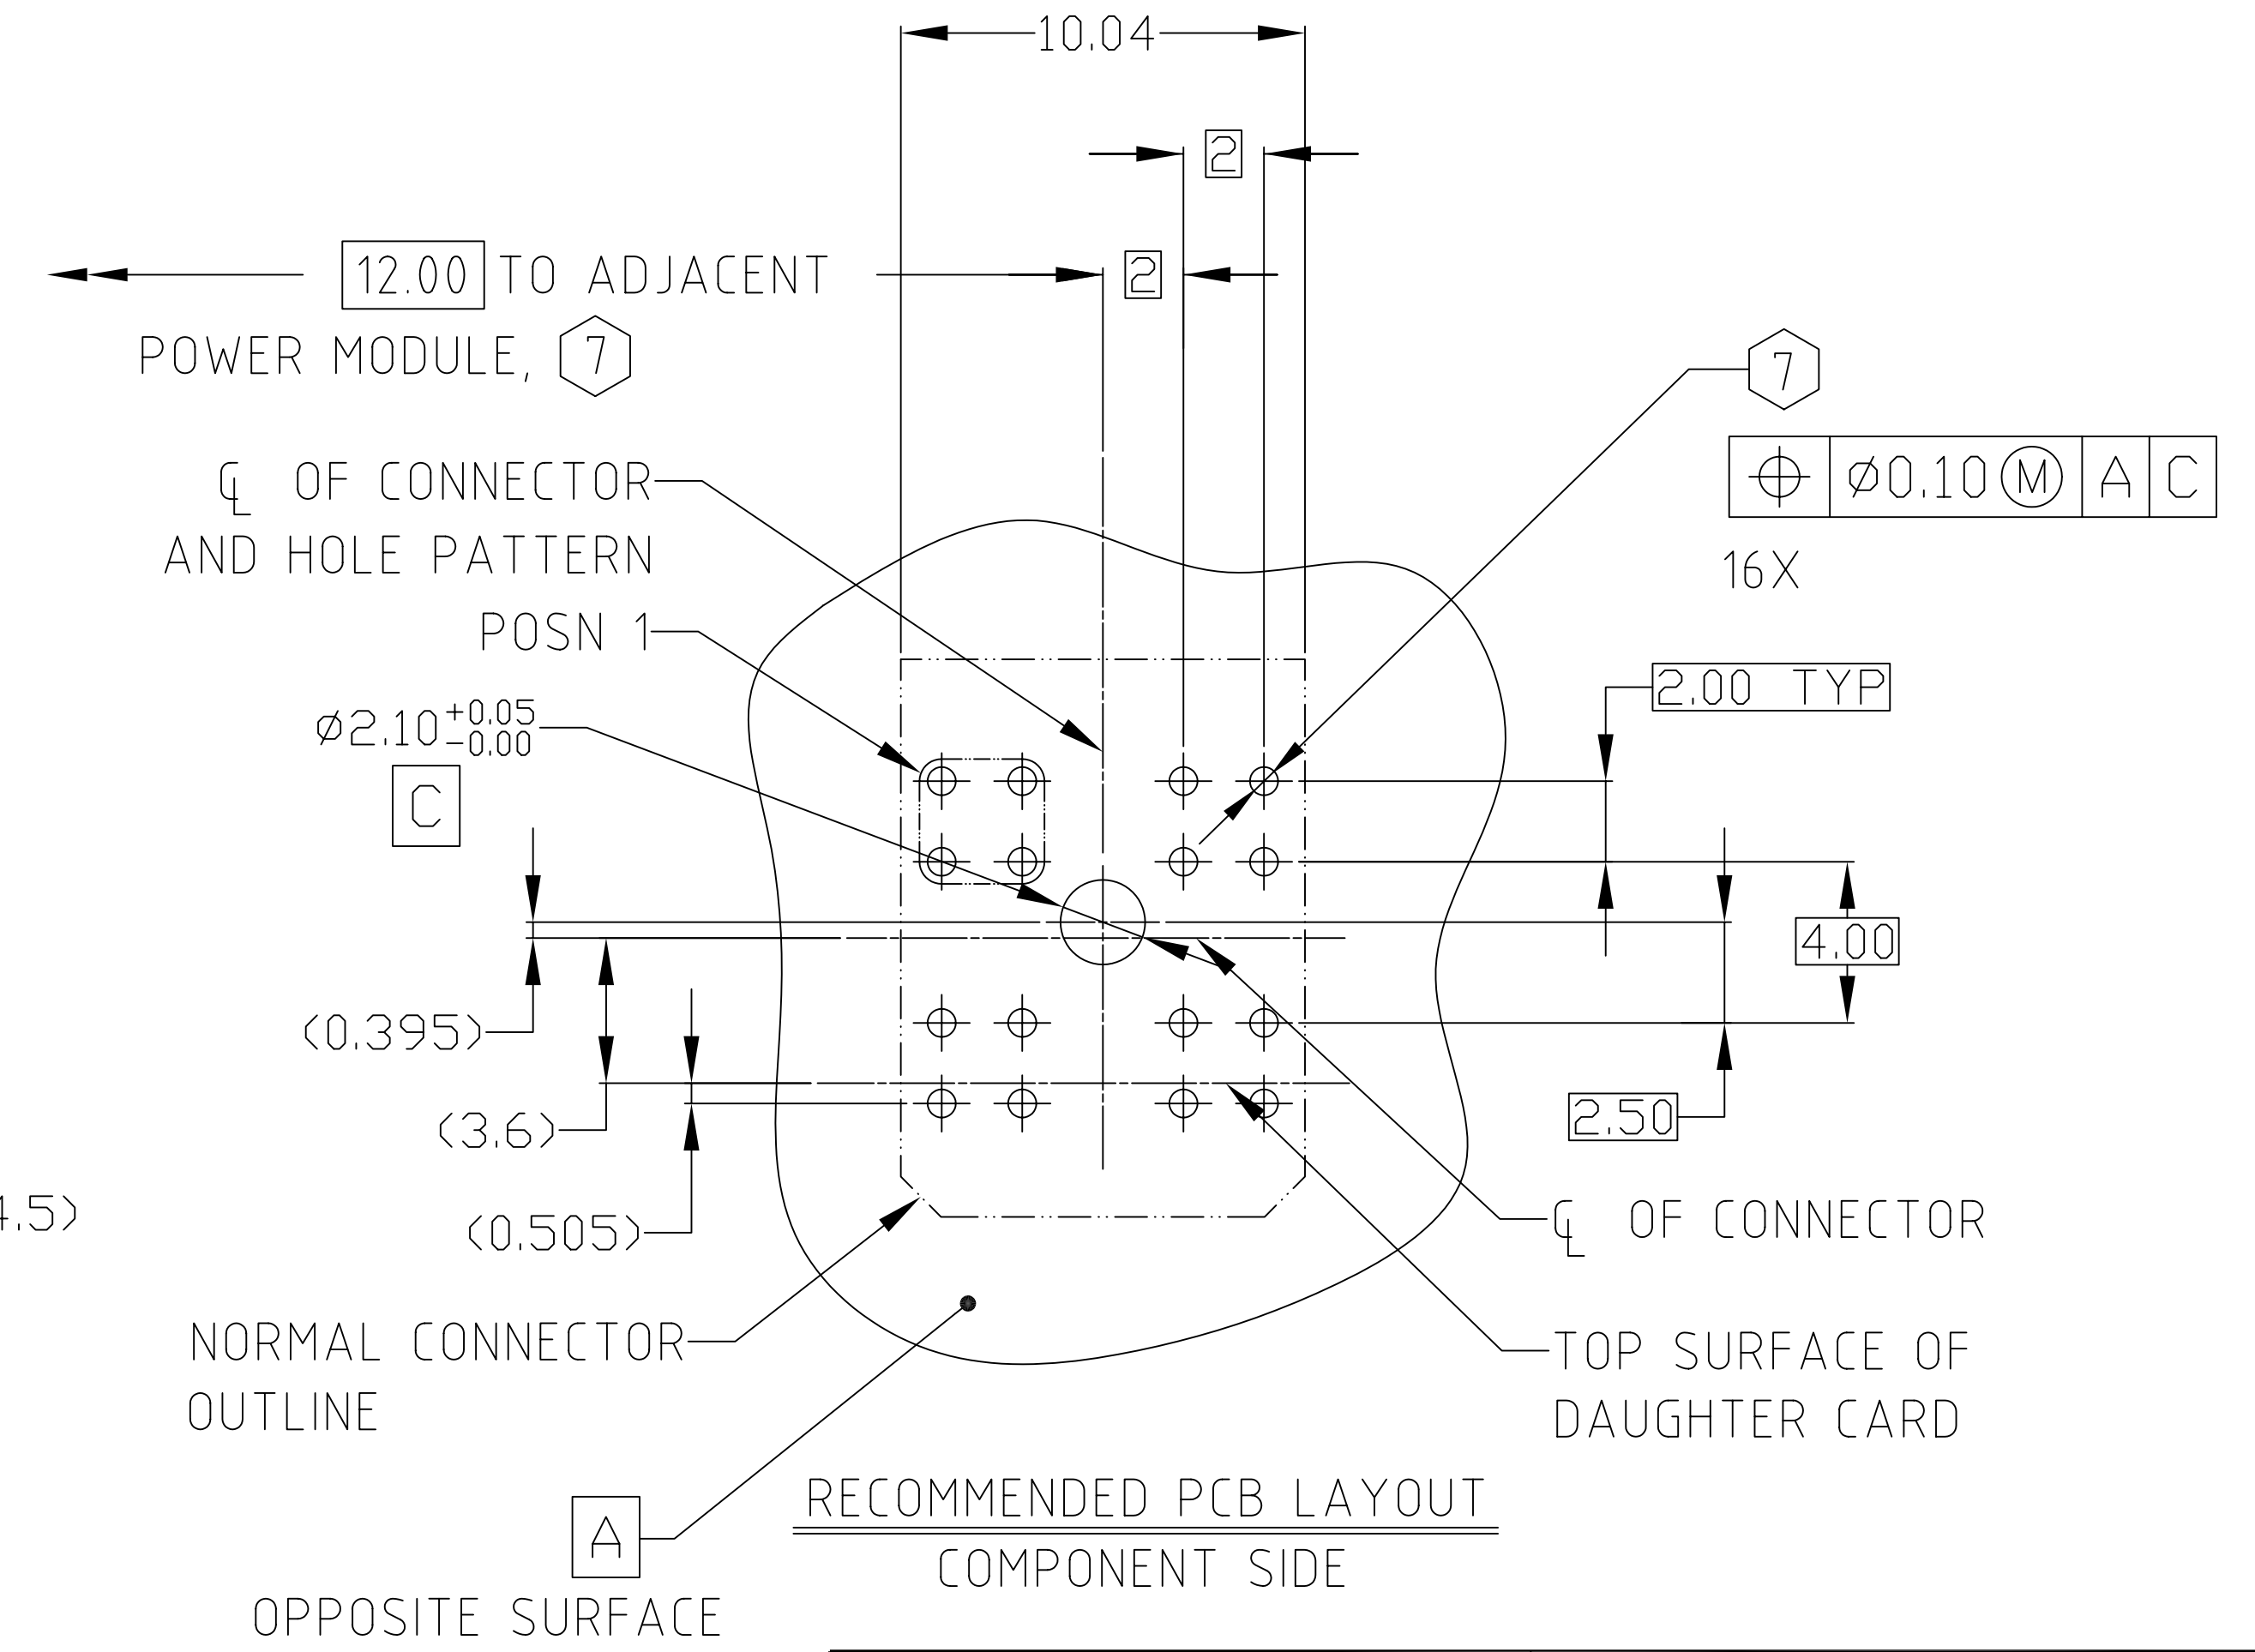 10.04
2
12.00 TO ADJACENT
2
POWER MODULE, 7
7
℄ OF CONNECTOR
AND HOLE PATTERN
⌖ Ø0.10 Ⓜ A C
16X
POSN 1
2.00 TYP
Ø2.10 +0.05
-0.00
C
4.00
(0.395)
(3.6)
2.50
.5)
(0.505)
℄ OF CONNECTOR
NORMAL CONNECTOR
OUTLINE
TOP SURFACE OF
DAUGHTER CARD
RECOMMENDED PCB LAYOUT
COMPONENT SIDE
A
OPPOSITE SURFACE